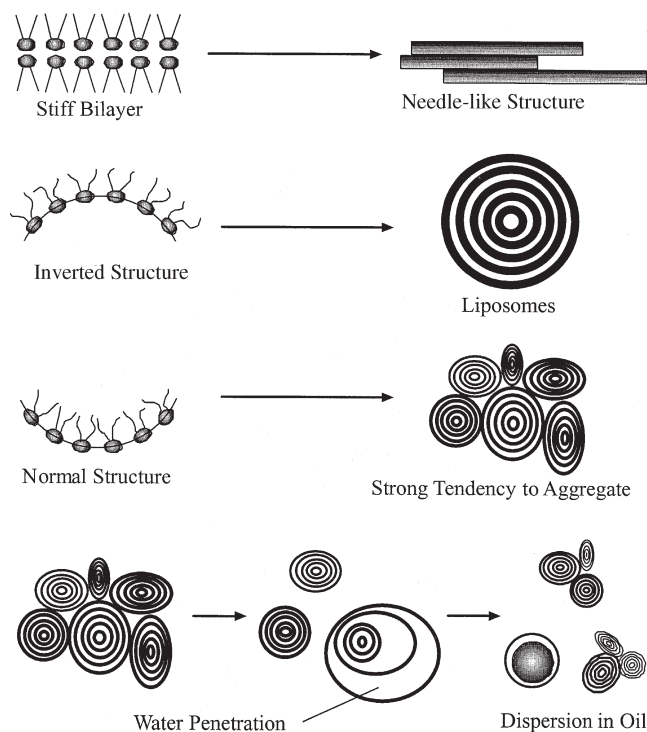 Stiff Bilayer
Needle-like Structure
Inverted Structure
Liposomes
Normal Structure
Strong Tendency to Aggregate
Water Penetration
Dispersion in Oil